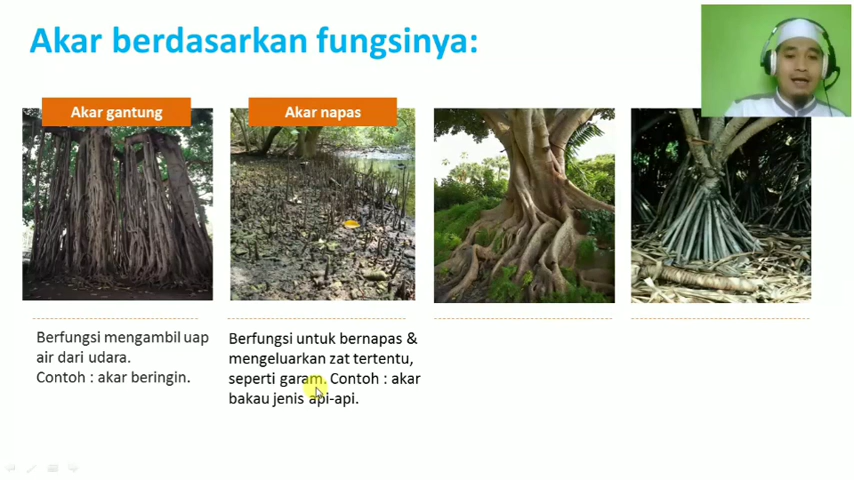 Akar berdasarkan fungsinya:
Akar gantung
Akar napas
Berfungsi mengambil uap
air dari udara.
Contoh : akar beringin.
Berfungsi untuk bernapas &
mengeluarkan zat tertentu,
seperti garam. Contoh : akar
bakau jenis api-api.